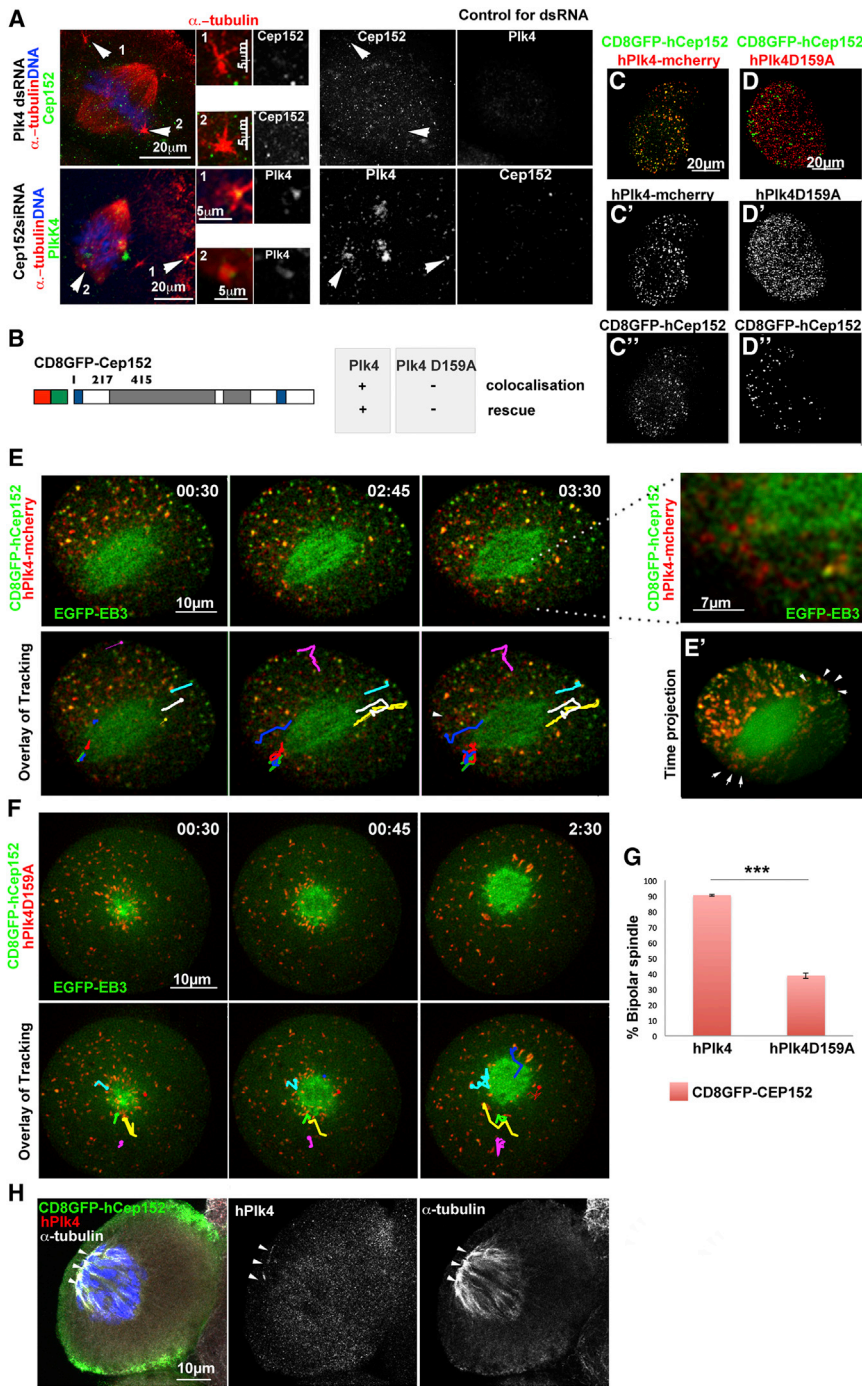 A
α.-tubulin
Control for dsRNA
Plk4 dsRNA
α.-tubulinDNA
Cep152
1
2
20μm
1
5μm
Cep152
2
5μm
Cep152
Cep152
Plk4
Cep152siRNA
α.-tubulinDNA
PlkK4
1
2
20μm
1
5μm
Plk4
2
5μm
Plk4
Plk4
Cep152
B
CD8GFP-Cep152
1 217 415
Plk4 Plk4 D159A
+ - colocalisation
+ - rescue
CD8GFP-hCep152 CD8GFP-hCep152
hPlk4-mcherry hPlk4D159A
C D
20μm 20μm
hPlk4-mcherry hPlk4D159A
C' D'
CD8GFP-hCep152 CD8GFP-hCep152
C'' D''
E
CD8GFP-hCep152
hPlk4-mcherry
00:30 02:45 03:30
EGFP-EB3
10μm
Overlay of Tracking
CD8GFP-hCep152
hPlk4-mcherry
7μm
EGFP-EB3
E'
Time projection
F
CD8GFP-hCep152
hPlk4D159A
00:30 00:45 2:30
EGFP-EB3
10μm
Overlay of Tracking
G
***
% Bipolar spindle
100
90
80
70
60
50
40
30
20
10
0
hPlk4 hPlk4D159A
CD8GFP-CEP152
H
CD8GFP-hCep152
hPlk4
α-tubulin
10μm
hPlk4
α-tubulin